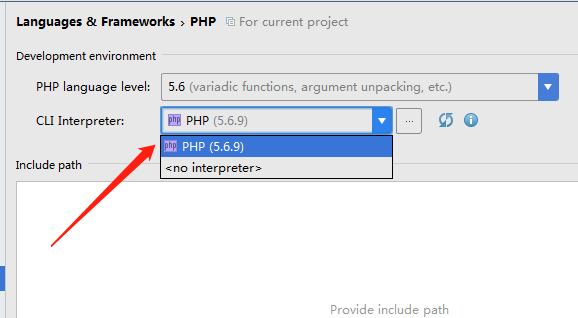 Languages & Frameworks › PHP For current project
Development environment
PHP language level: 5.6 (variadic functions, argument unpacking, etc.)
CLI Interpreter: php PHP (5.6.9) ...
php PHP (5.6.9)
<no interpreter>
Include path
Provide include path